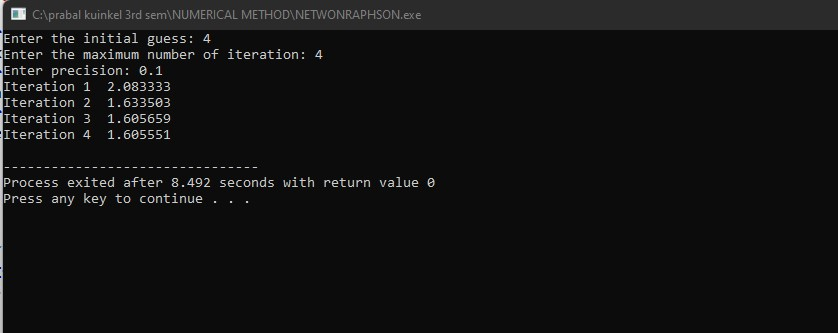 C:\prabal kuinkel 3rd sem\NUMERICAL METHOD\NETWONRAPHSON.exe
Enter the initial guess: 4
Enter the maximum number of iteration: 4
Enter precision: 0.1
Iteration 1  2.083333
Iteration 2  1.633503
Iteration 3  1.605659
Iteration 4  1.605551
--------------------------------
Process exited after 8.492 seconds with return value 0
Press any key to continue . . .